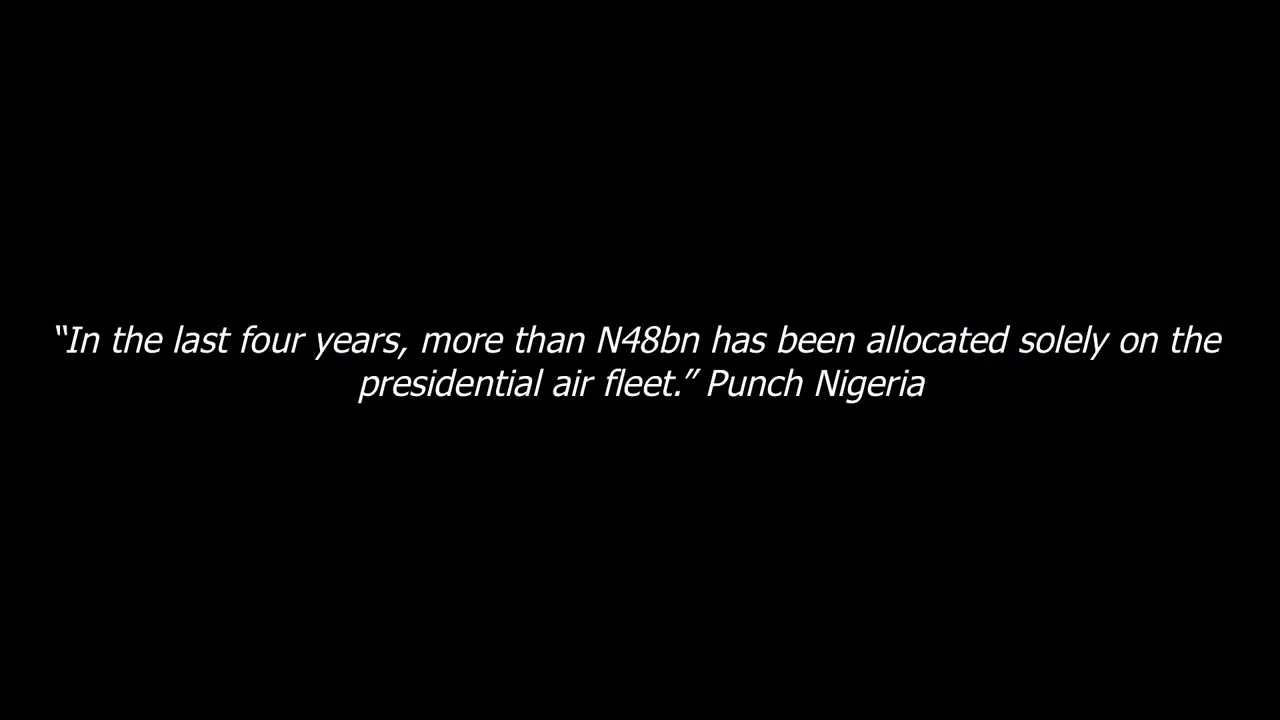 “In the last four years, more than N48bn has been allocated solely on the
presidential air fleet.” Punch Nigeria